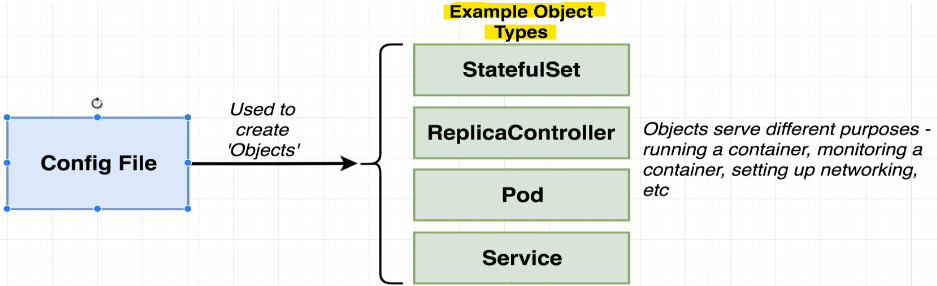 Example Object
Types
StatefulSet
Used to
create
'Objects'
ReplicaController
Objects serve different purposes -
running a container, monitoring a
container, setting up networking,
etc
Config File
Pod
Service